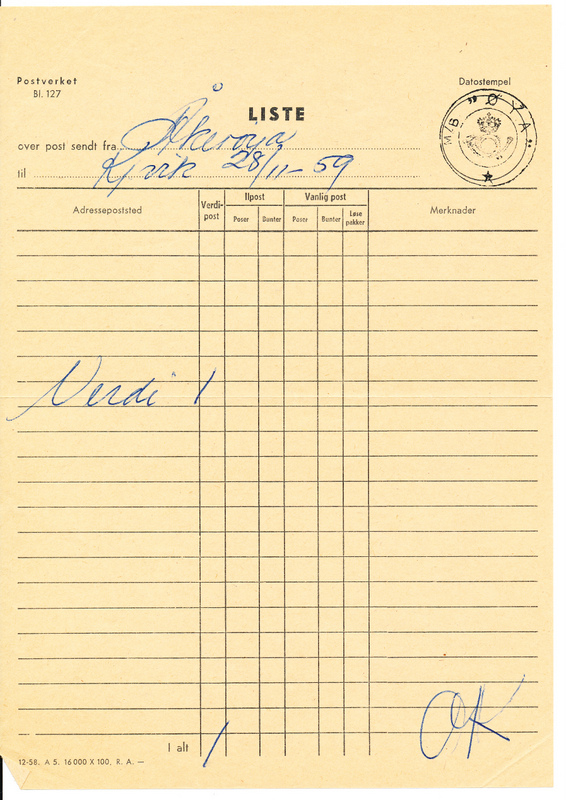 Postverket
Bl. 127
Datostempel
M/B. "ØYA"
LISTE
over post sendt fra Åkerøya
til Kjvik 28/11-59
Adressepoststed
Verdi-post
Ilpost
Vanlig post
Merknader
Poser
Bunter
Poser
Bunter
Løse pakker
Verdi 1
I alt 1
OK
12-58. A 5. 16 000 X 100. R. A. —